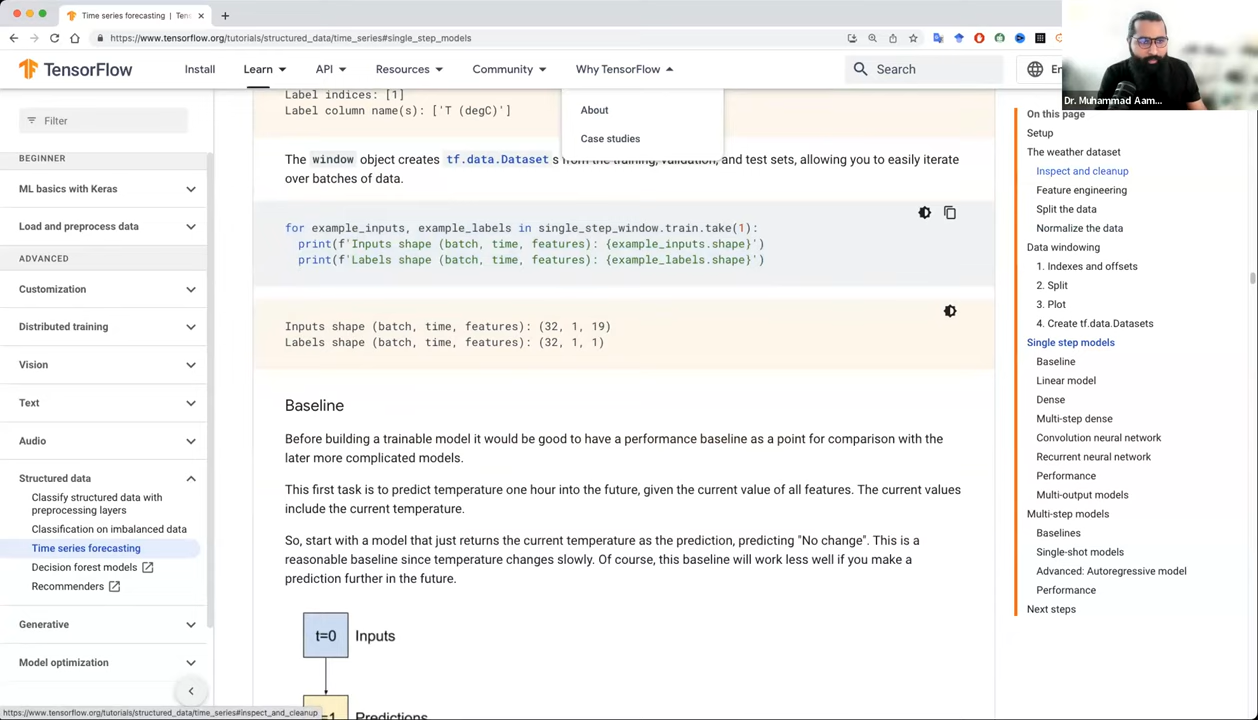 Time series forecasting | Tens
https://www.tensorflow.org/tutorials/structured_data/time_series#single_step_models
TensorFlow
Install
Learn
API
Resources
Community
Why TensorFlow
Search
About
Case studies
Dr. Muhammad Aam...
Filter
BEGINNER
ML basics with Keras
Load and preprocess data
ADVANCED
Customization
Distributed training
Vision
Text
Audio
Structured data
Classify structured data with
preprocessing layers
Classification on imbalanced data
Time series forecasting
Decision forest models
Recommenders
Generative
Model optimization
https://www.tensorflow.org/tutorials/structured_data/time_series#inspect_and_cleanup
Label indices: [1]
Label column name(s): ['T (degC)']
The window object creates tf.data.Datasets from the training, validation, and test sets, allowing you to easily iterate
over batches of data.
for example_inputs, example_labels in single_step_window.train.take(1):
print(f'Inputs shape (batch, time, features): {example_inputs.shape}')
print(f'Labels shape (batch, time, features): {example_labels.shape}')
Inputs shape (batch, time, features): (32, 1, 19)
Labels shape (batch, time, features): (32, 1, 1)
Baseline
Before building a trainable model it would be good to have a performance baseline as a point for comparison with the
later more complicated models.
This first task is to predict temperature one hour into the future, given the current value of all features. The current values
include the current temperature.
So, start with a model that just returns the current temperature as the prediction, predicting "No change". This is a
reasonable baseline since temperature changes slowly. Of course, this baseline will work less well if you make a
prediction further in the future.
t=0 Inputs
=1 Predictions
On this page
Setup
The weather dataset
Inspect and cleanup
Feature engineering
Split the data
Normalize the data
Data windowing
1. Indexes and offsets
2. Split
3. Plot
4. Create tf.data.Datasets
Single step models
Baseline
Linear model
Dense
Multi-step dense
Convolution neural network
Recurrent neural network
Performance
Multi-output models
Multi-step models
Baselines
Single-shot models
Advanced: Autoregressive model
Performance
Next steps